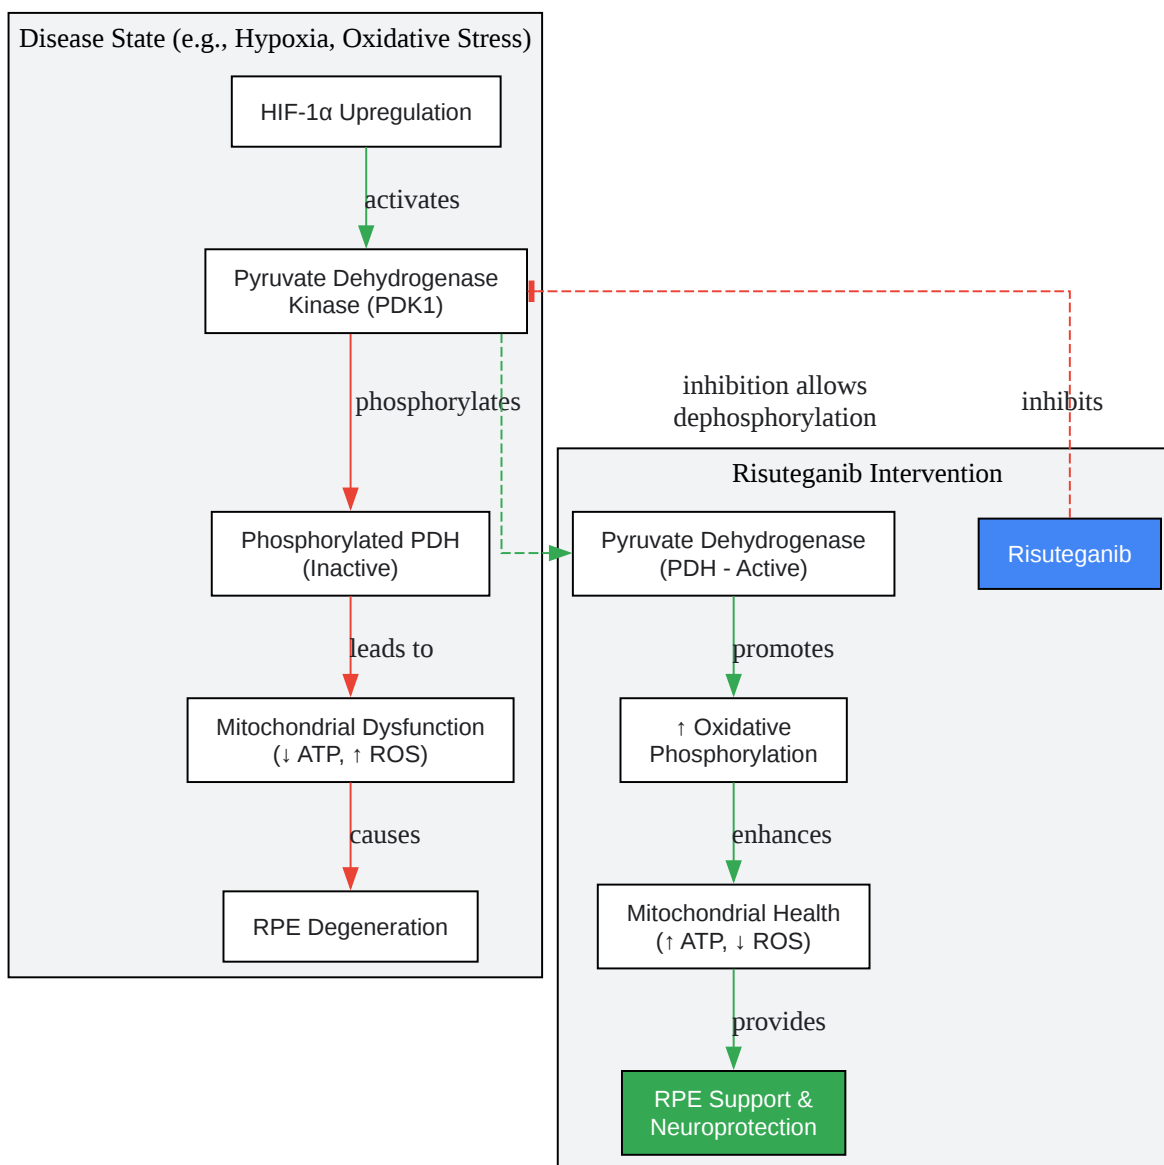 Disease State (e.g., Hypoxia, Oxidative Stress)
HIF-1α Upregulation
activates
Pyruvate Dehydrogenase
Kinase (PDK1)
phosphorylates
inhibition allows
dephosphorylation
inhibits
Risuteganib Intervention
Phosphorylated PDH
(Inactive)
Pyruvate Dehydrogenase
(PDH - Active)
Risuteganib
leads to
promotes
Mitochondrial Dysfunction
(↓ ATP, ↑ ROS)
↑ Oxidative
Phosphorylation
causes
enhances
RPE Degeneration
Mitochondrial Health
(↑ ATP, ↓ ROS)
provides
RPE Support &
Neuroprotection